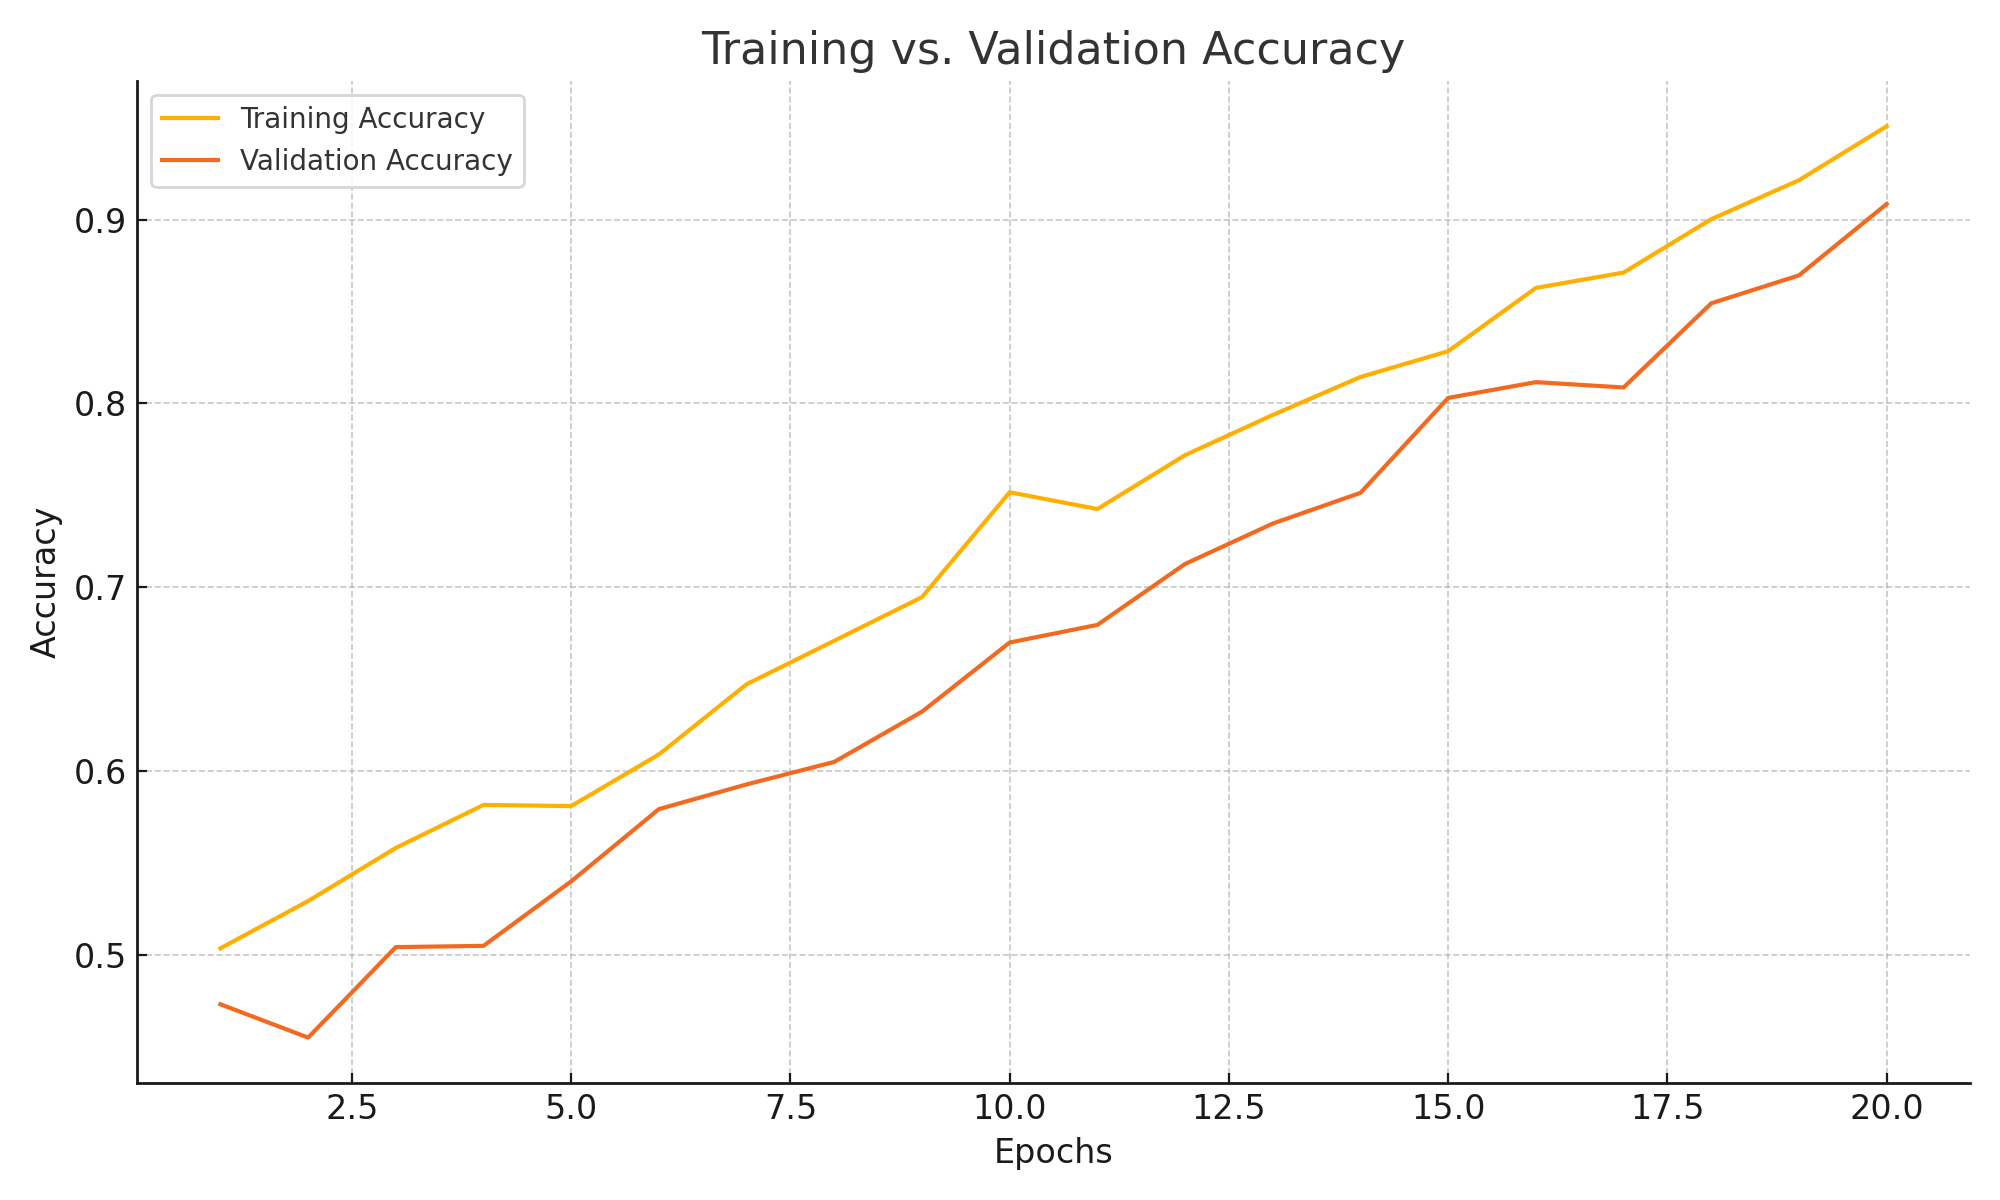 Training vs. Validation Accuracy
Training Accuracy
Validation Accuracy
0.9
0.8
0.7
0.6
0.5
Accuracy
2.5 5.0 7.5 10.0 12.5 15.0 17.5 20.0
Epochs